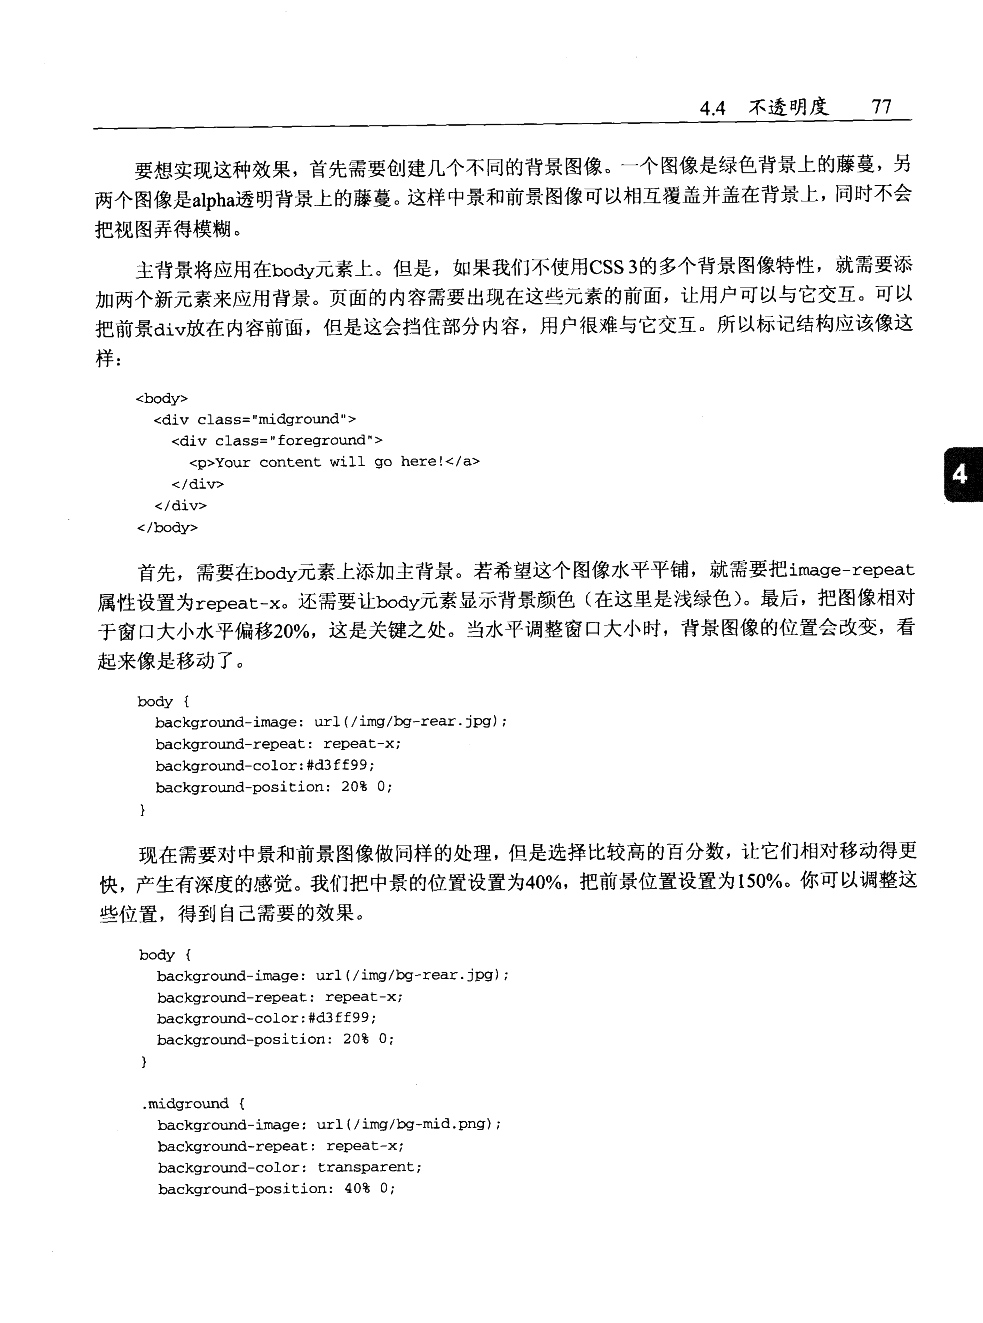 4.4 不透明度 77
要想实现这种效果，首先需要创建几个不同的背景图像。一个图像是绿色背景上的藤蔓，另
两个图像是alpha透明背景上的藤蔓。这样中景和前景图像可以相互覆盖并盖在背景上，同时不会
把视图弄得模糊。
主背景将应用在body元素上。但是，如果我们不使用CSS 3的多个背景图像特性，就需要添
加两个新元素来应用背景。页面的内容需要出现在这些元素的前面，让用户可以与它交互。可以
把前景div放在内容前面，但是这会挡住部分内容，用户很难与它交互。所以标记结构应该像这
样：
<body>
<div class="midground">
<div class="foreground">
<p>Your content will go here!</a>
</div>
</div>
</body>
4
首先，需要在body元素上添加主背景。若希望这个图像水平平铺，就需要把image-repeat
属性设置为repeat-x。还需要让body元素显示背景颜色（在这里是浅绿色）。最后，把图像相对
于窗口大小水平偏移20%，这是关键之处。当水平调整窗口大小时，背景图像的位置会改变，看
起来像是移动了。
body {
background-image: url(/img/bg-rear.jpg);
background-repeat: repeat-x;
background-color:#d3ff99;
background-position: 20% 0;
}
现在需要对中景和前景图像做同样的处理，但是选择比较高的百分数，让它们相对移动得更
快，产生有深度的感觉。我们把中景的位置设置为40%，把前景位置设置为150%。你可以调整这
些位置，得到自己需要的效果。
body {
background-image: url(/img/bg-rear.jpg);
background-repeat: repeat-x;
background-color:#d3ff99;
background-position: 20% 0;
}
.midground {
background-image: url(/img/bg-mid.png);
background-repeat: repeat-x;
background-color: transparent;
background-position: 40% 0;